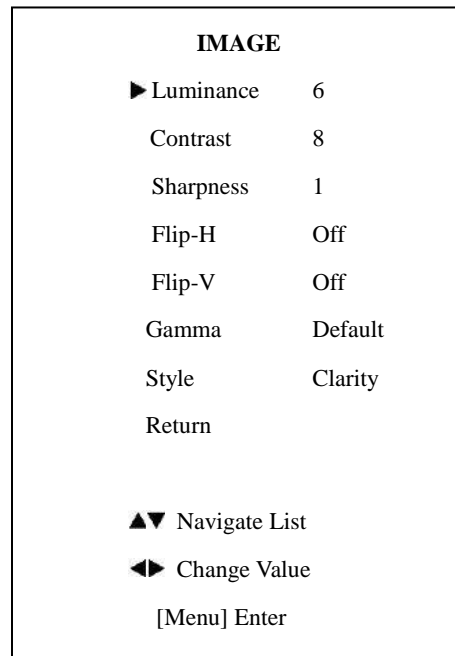 IMAGE
▶ Luminance 6
Contrast 8
Sharpness 1
Flip-H Off
Flip-V Off
Gamma Default
Style Clarity
Return
▲▼ Navigate List
◀▶ Change Value
[Menu] Enter